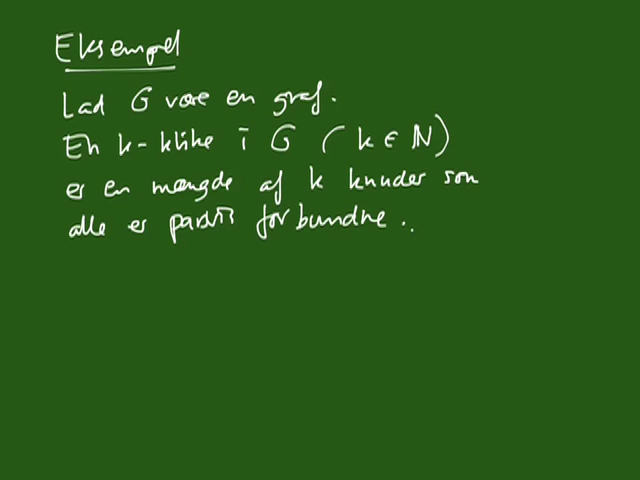 Eksempel
Lad G være en graf.
En k-klike i G (k ∈ ℕ)
er en mængde af k knuder som
alle er parvis forbundne.